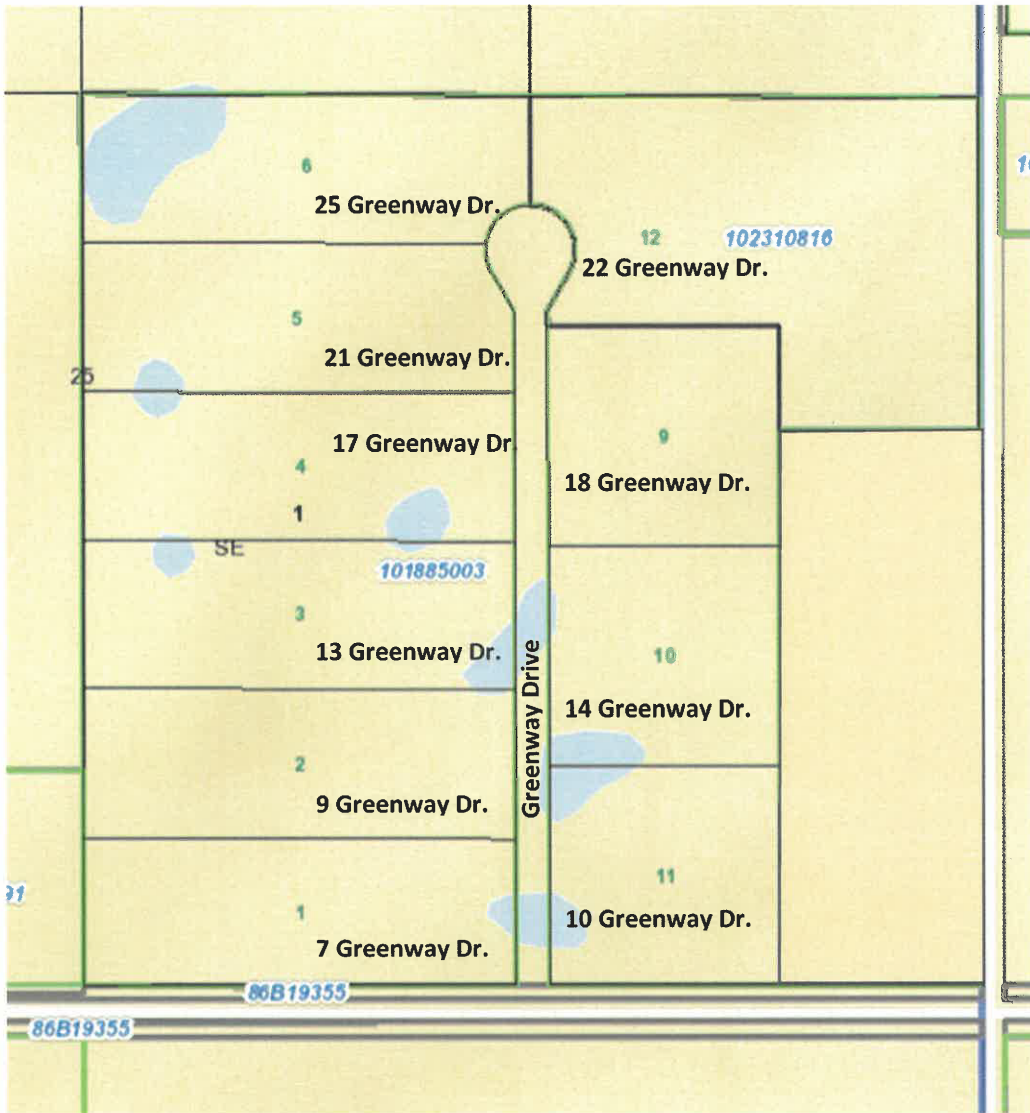 6
25 Greenway Dr.
12
102310816
22 Greenway Dr.
5
21 Greenway Dr.
25
17 Greenway Dr.
9
4
18 Greenway Dr.
1
SE
101885003
3
13 Greenway Dr.
10
Greenway Drive
14 Greenway Dr.
2
9 Greenway Dr.
11
91
1
10 Greenway Dr.
7 Greenway Dr.
86B19355
86B19355